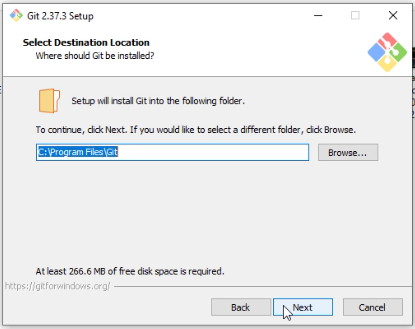 Git 2.37.3 Setup
Select Destination Location
Where should Git be installed?
Setup will install Git into the following folder.
To continue, click Next. If you would like to select a different folder, click Browse.
C:\Program Files\Git
Browse...
At least 266.6 MB of free disk space is required.
https://gitforwindows.org/
Back
Next
Cancel